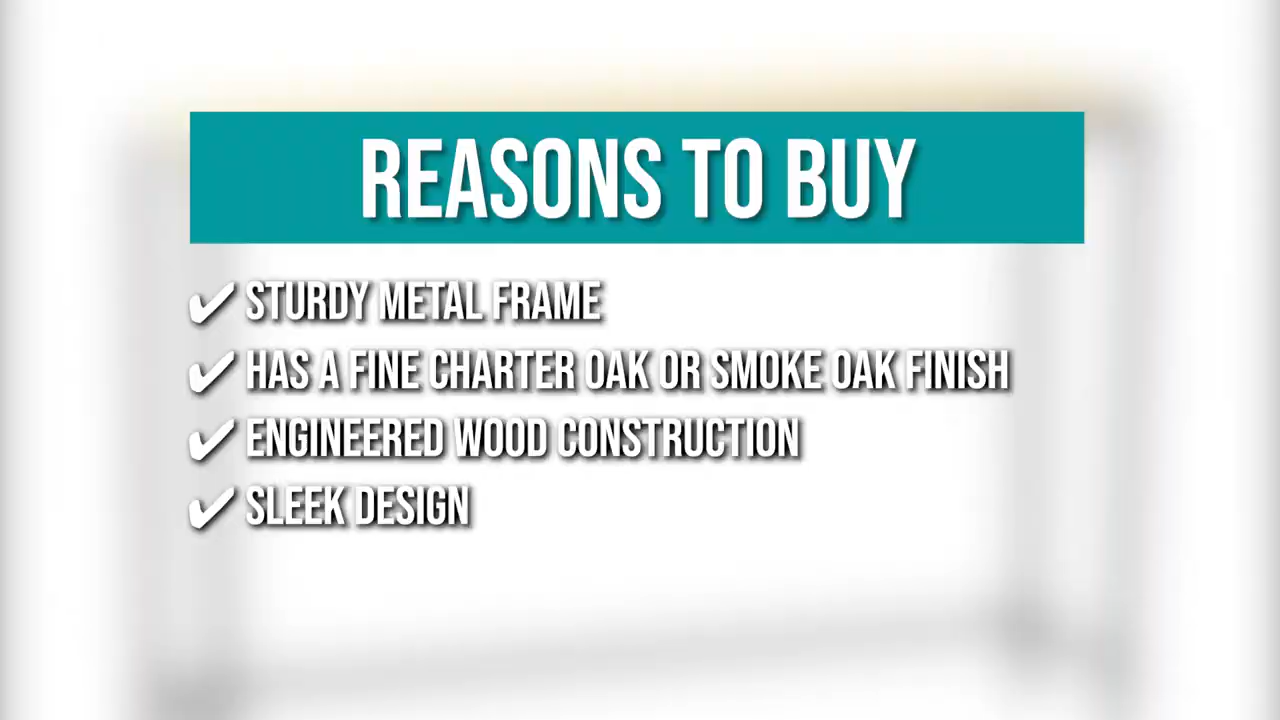 REASONS TO BUY
✔ STURDY METAL FRAME
✔ HAS A FINE CHARTER OAK OR SMOKE OAK FINISH
✔ ENGINEERED WOOD CONSTRUCTION
✔ SLEEK DESIGN